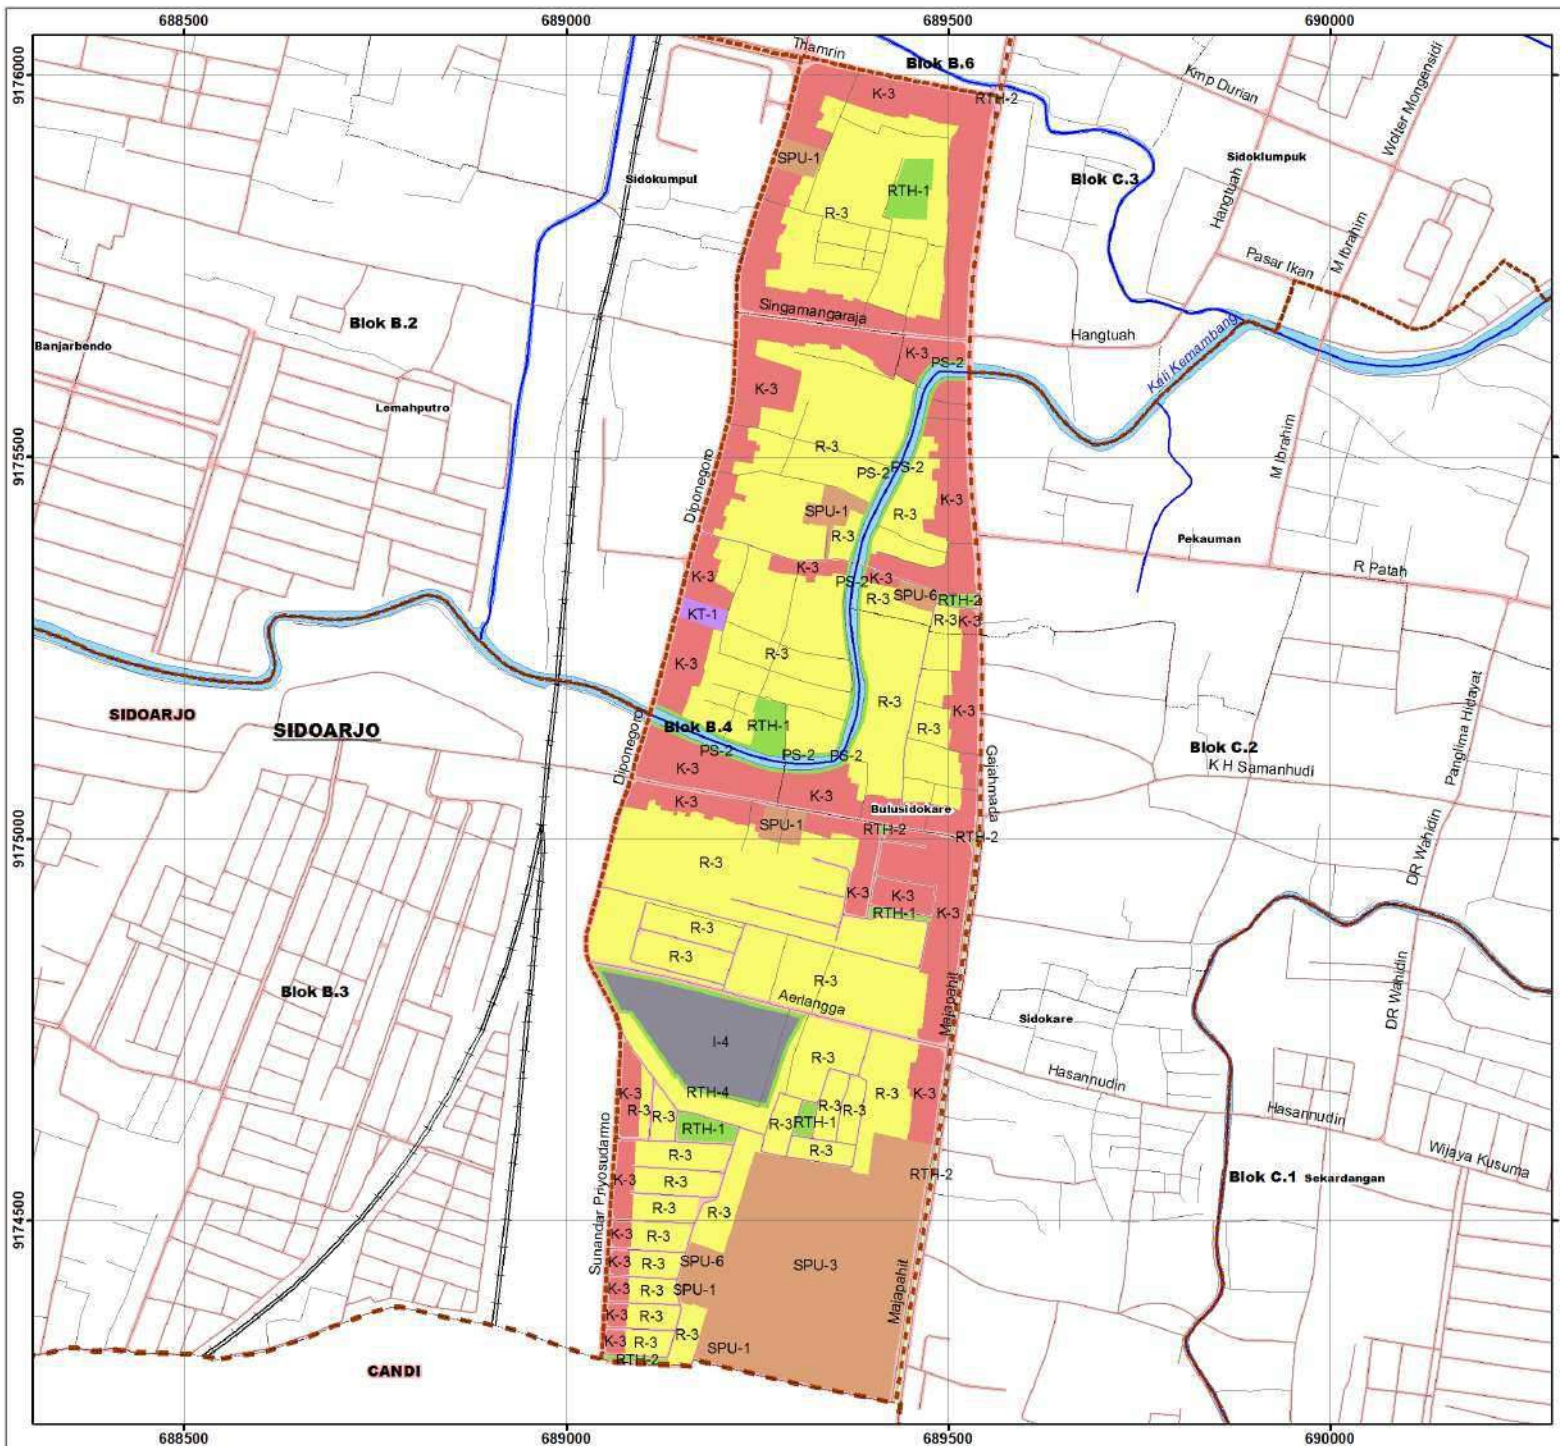 688500
689000
689500
690000
9176000
Thamrin
Blok B.6
K-3
RTH-2
Kmp Durian
Wolter Mongensidi
Sidoklumpuk
SPU-1
Sidokumpul
RTH-1
Blok C.3
Hangtuah
R-3
M Ibrahim
Pasar Ikan
Singamangaraja
Blok B.2
Hangtuah
Kali Kemambang
Banjarbendo
K-3
PS-2
K-3
Lemahputro
R-3
M Ibrahim
9175500
PS-2
PS-2
Diponegoro
K-3
SPU-1
R-3
R-3
Pekauman
K-3
K-3
PS-2
K-3
R Patah
R-3
SPU-6
RTH-2
KT-1
R-3
K-3
R-3
K-3
R-3
SIDOARJO
SIDOARJO
RTH-1
Blok B.4
K-3
R-3
Panglima Hidayat
Diponegoro
PS-2
PS-2
PS-2
Gajahmada
Blok C.2
K H Samanhudi
K-3
K-3
K-3
Bulusidokare
9175000
SPU-1
RTH-2
RTH-2
DR Wahidin
R-3
K-3
K-3
RTH-1
K-3
R-3
R-3
R-3
Aerlangga
Majapahit
Blok B.3
DR Wahidin
Sidokare
I-4
R-3
RTH-4
K-3
R-3
K-3
Hasannudin
R-3
R-3
R-3
R-3
RTH-1
R-3
RTH-1
Hasannudin
R-3
R-3
Wijaya Kusuma
Sunandar Priyosudarmo
K-3
R-3
RTH-2
Blok C.1
Sekardangan
R-3
R-3
9174500
K-3
R-3
SPU-6
K-3
R-3
SPU-3
K-3
R-3
SPU-1
Majapahit
K-3
R-3
R-3
K-3
R-3
SPU-1
RTH-2
CANDI
688500
689000
689500
690000